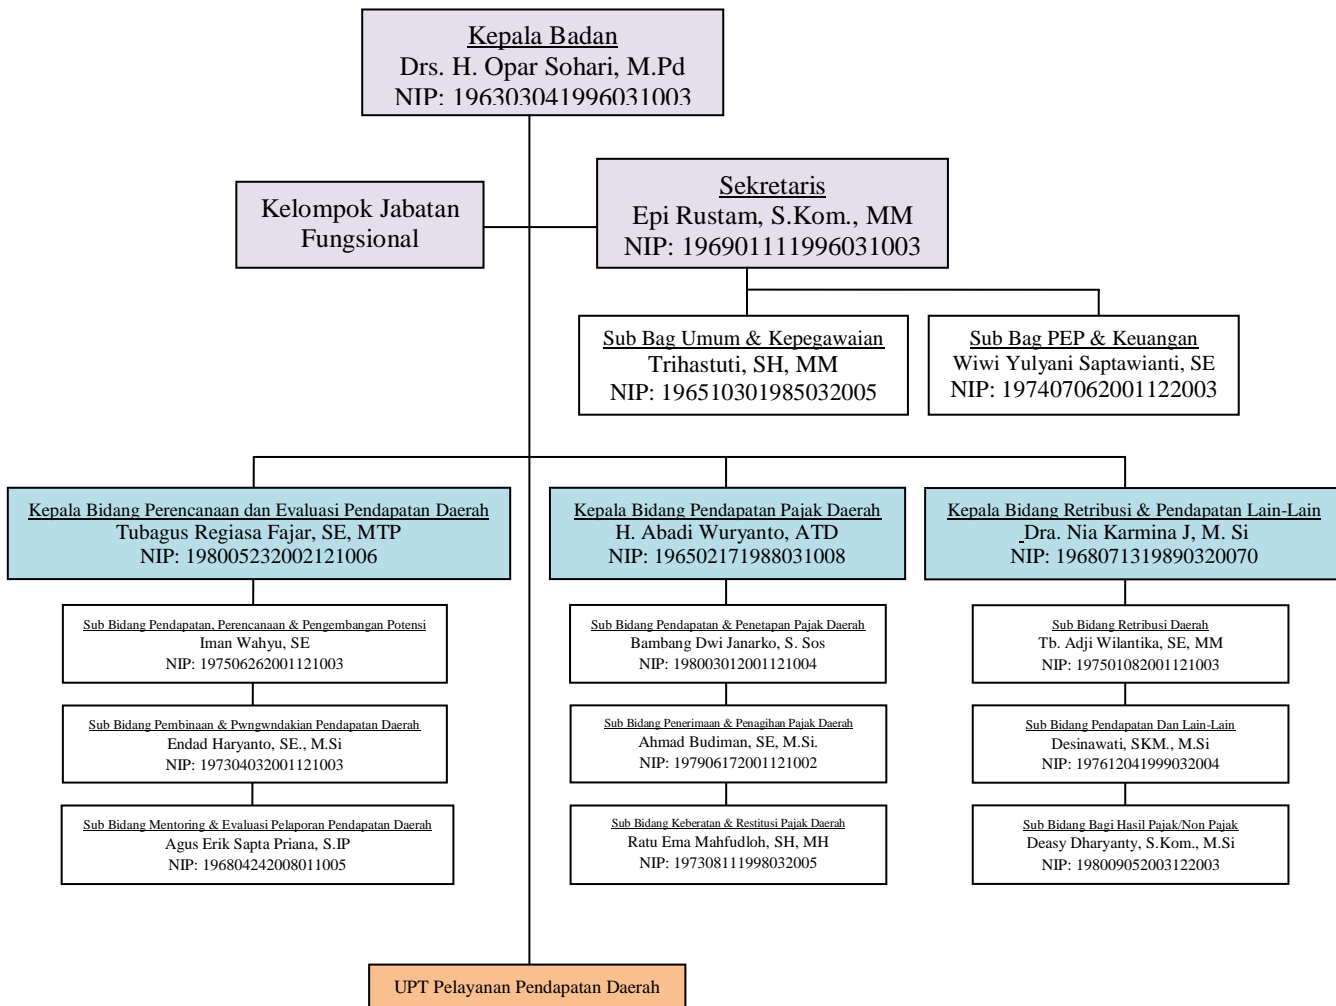 Kepala Badan
Drs. H. Opar Sohari, M.Pd
NIP: 196303041996031003
Kelompok Jabatan
Fungsional
Sekretaris
Epi Rustam, S.Kom., MM
NIP: 196901111996031003
Sub Bag Umum & Kepegawaian
Trihastuti, SH, MM
NIP: 196510301985032005
Sub Bag PEP & Keuangan
Wiwi Yulyani Saptawianti, SE
NIP: 197407062001122003
Kepala Bidang Perencanaan dan Evaluasi Pendapatan Daerah
Tubagus Regiasa Fajar, SE, MTP
NIP: 198005232002121006
Kepala Bidang Pendapatan Pajak Daerah
H. Abadi Wuryanto, ATD
NIP: 196502171988031008
Kepala Bidang Retribusi & Pendapatan Lain-Lain
Dra. Nia Karmina J, M. Si
NIP: 1968071319890320070
Sub Bidang Pendapatan, Perencanaan & Pengembangan Potensi
Iman Wahyu, SE
NIP: 197506262001121003
Sub Bidang Pendapatan & Penetapan Pajak Daerah
Bambang Dwi Janarko, S. Sos
NIP: 198003012001121004
Sub Bidang Retribusi Daerah
Tb. Adji Wilantika, SE, MM
NIP: 197501082001121003
Sub Bidang Pembinaan & Pwngwndakian Pendapatan Daerah
Endad Haryanto, SE., M.Si
NIP: 197304032001121003
Sub Bidang Penerimaan & Penagihan Pajak Daerah
Ahmad Budiman, SE, M.Si.
NIP: 197906172001121002
Sub Bidang Pendapatan Dan Lain-Lain
Desinawati, SKM., M.Si
NIP: 197612041999032004
Sub Bidang Mentoring & Evaluasi Pelaporan Pendapatan Daerah
Agus Erik Sapta Priana, S.IP
NIP: 196804242008011005
Sub Bidang Keberatan & Restitusi Pajak Daerah
Ratu Ema Mahfudloh, SH, MH
NIP: 197308111998032005
Sub Bidang Bagi Hasil Pajak/Non Pajak
Deasy Dharyanty, S.Kom., M.Si
NIP: 198009052003122003
UPT Pelayanan Pendapatan Daerah